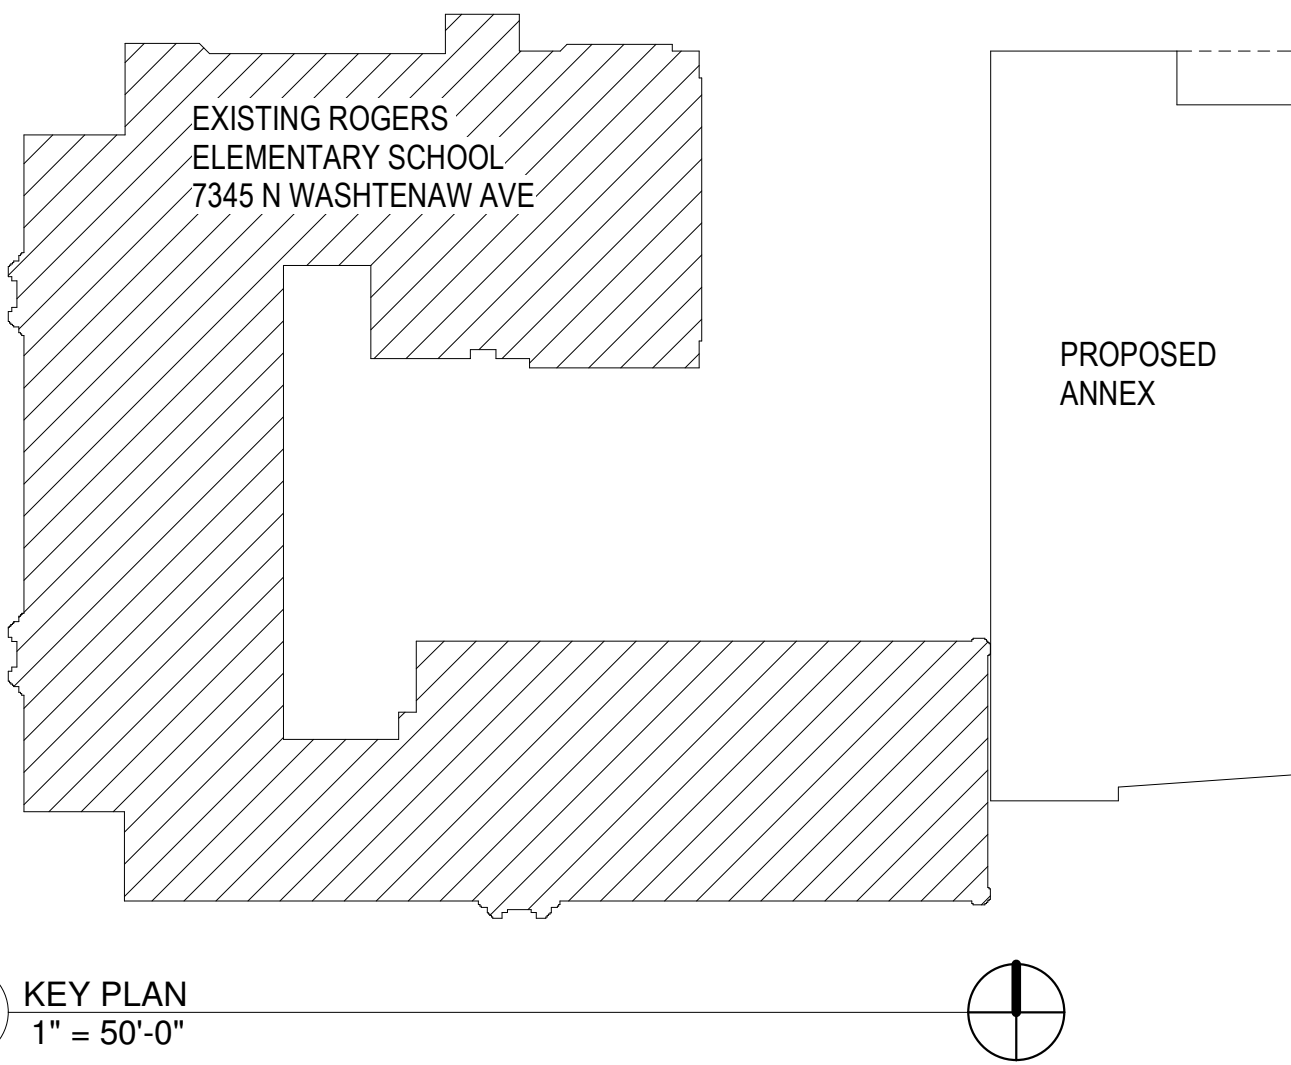 EXISTING ROGERS
ELEMENTARY SCHOOL
7345 N WASHTENAW AVE
PROPOSED
ANNEX
KEY PLAN
1" = 50'-0"